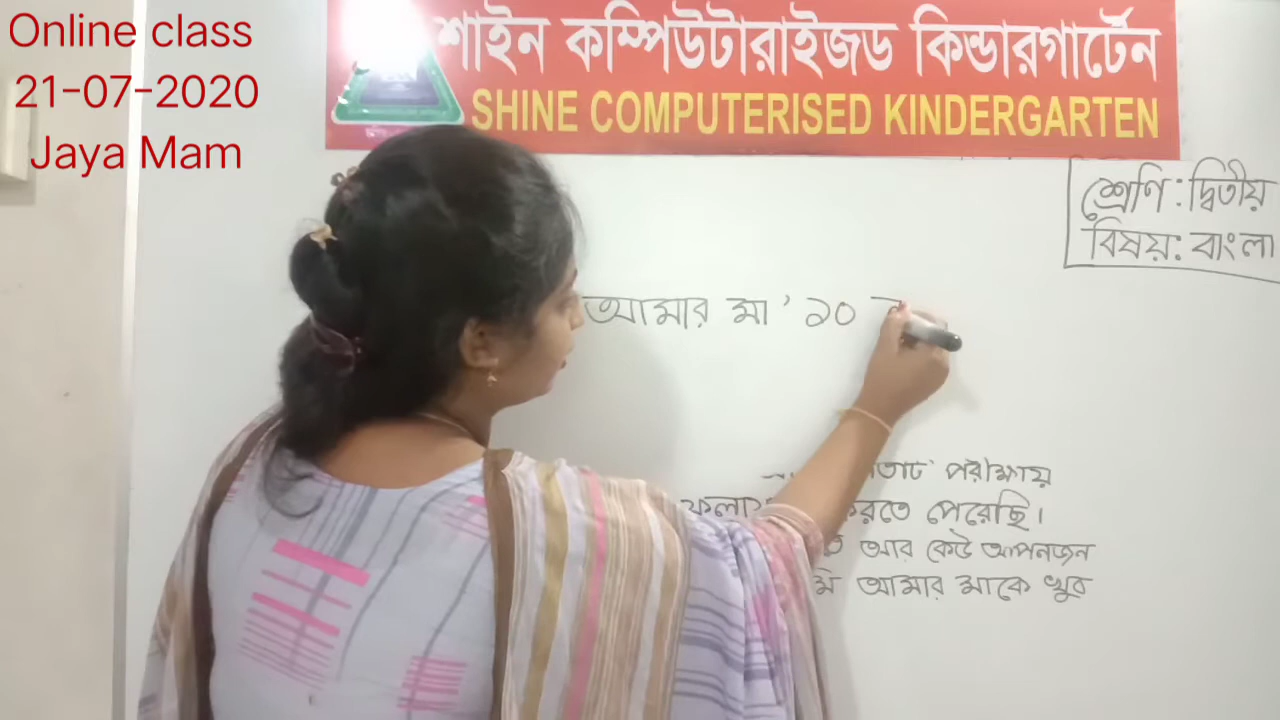 Online class
21-07-2020
Jaya Mam
শাইন কম্পিউটারাইজড কিন্ডারগার্টেন
SHINE COMPUTERISED KINDERGARTEN
শ্রেণি : দ্বিতীয়
বিষয়: বাংলা
আমার মা ' ১০
পরীক্ষায়
করতে পেরেছি।
আর কেউ আপনজন
আমার মাকে খুব